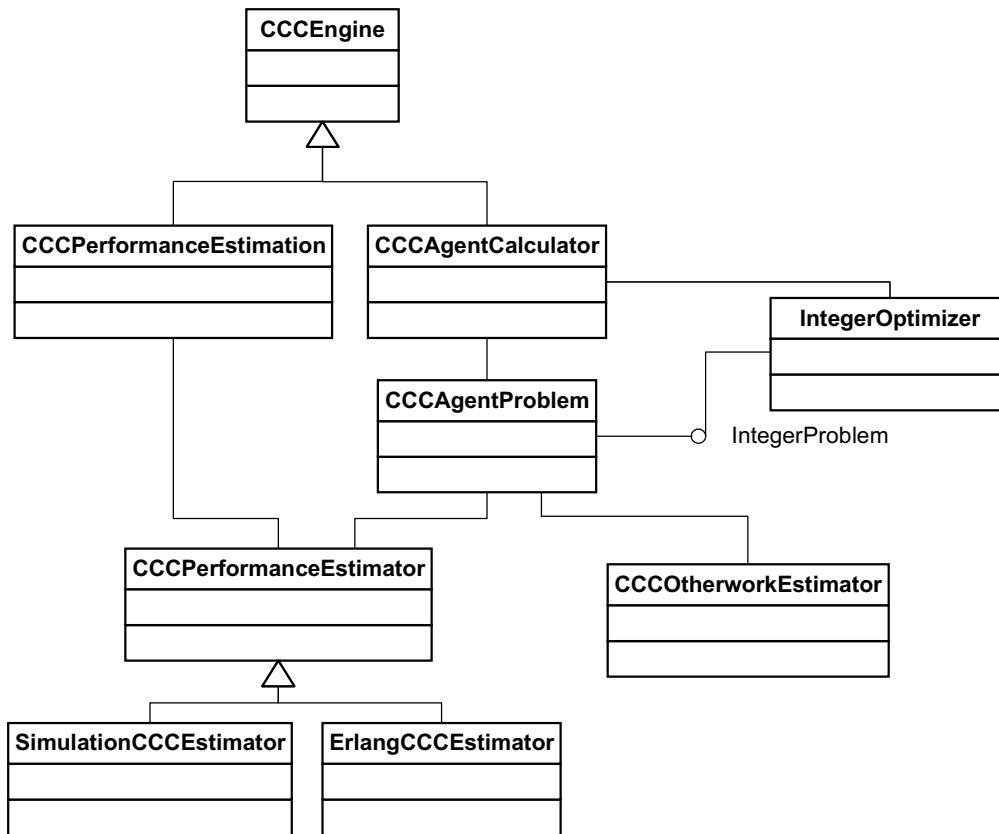 CCCEngine
CCCPerformanceEstimation
CCCAgentCalculator
IntegerOptimizer
CCCAgentProblem
IntegerProblem
CCCPerformanceEstimator
CCCOtherworkEstimator
SimulationCCCEstimator
ErlangCCCEstimator